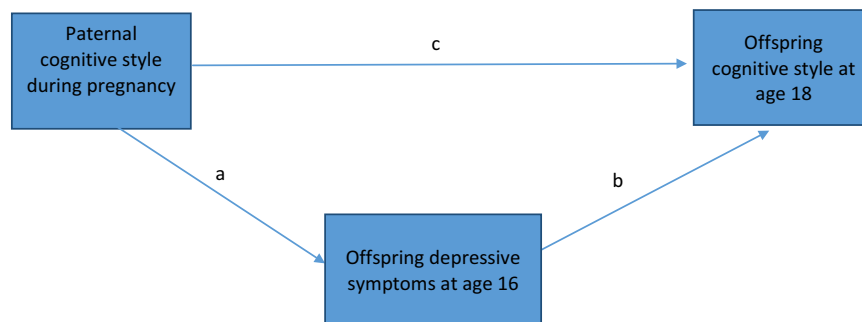 Paternal
cognitive style
during pregnancy
c
Offspring
cognitive style at
age 18
a
b
Offspring depressive
symptoms at age 16